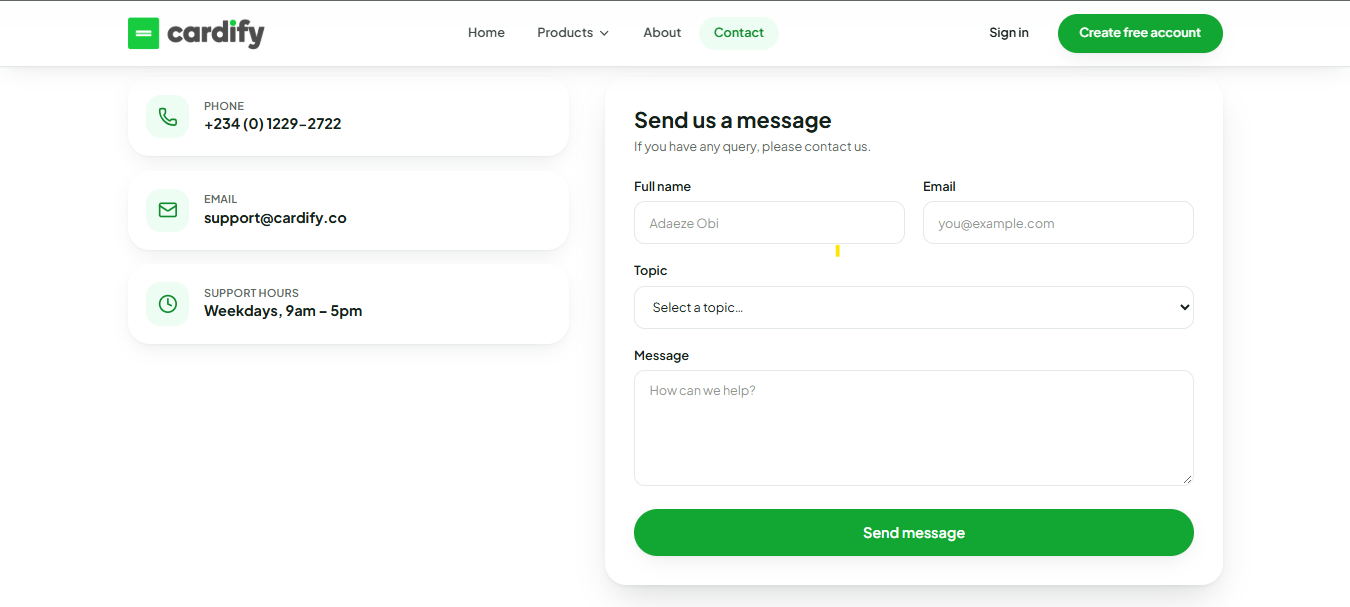 cardify
Home
Products
About
Contact
Sign in
Create free account
PHONE
+234 (0) 1229-2722
EMAIL
support@cardify.co
SUPPORT HOURS
Weekdays, 9am – 5pm
Send us a message
If you have any query, please contact us.
Full name
Email
Adaeze Obi
you@example.com
Topic
Select a topic...
Message
How can we help?
Send message